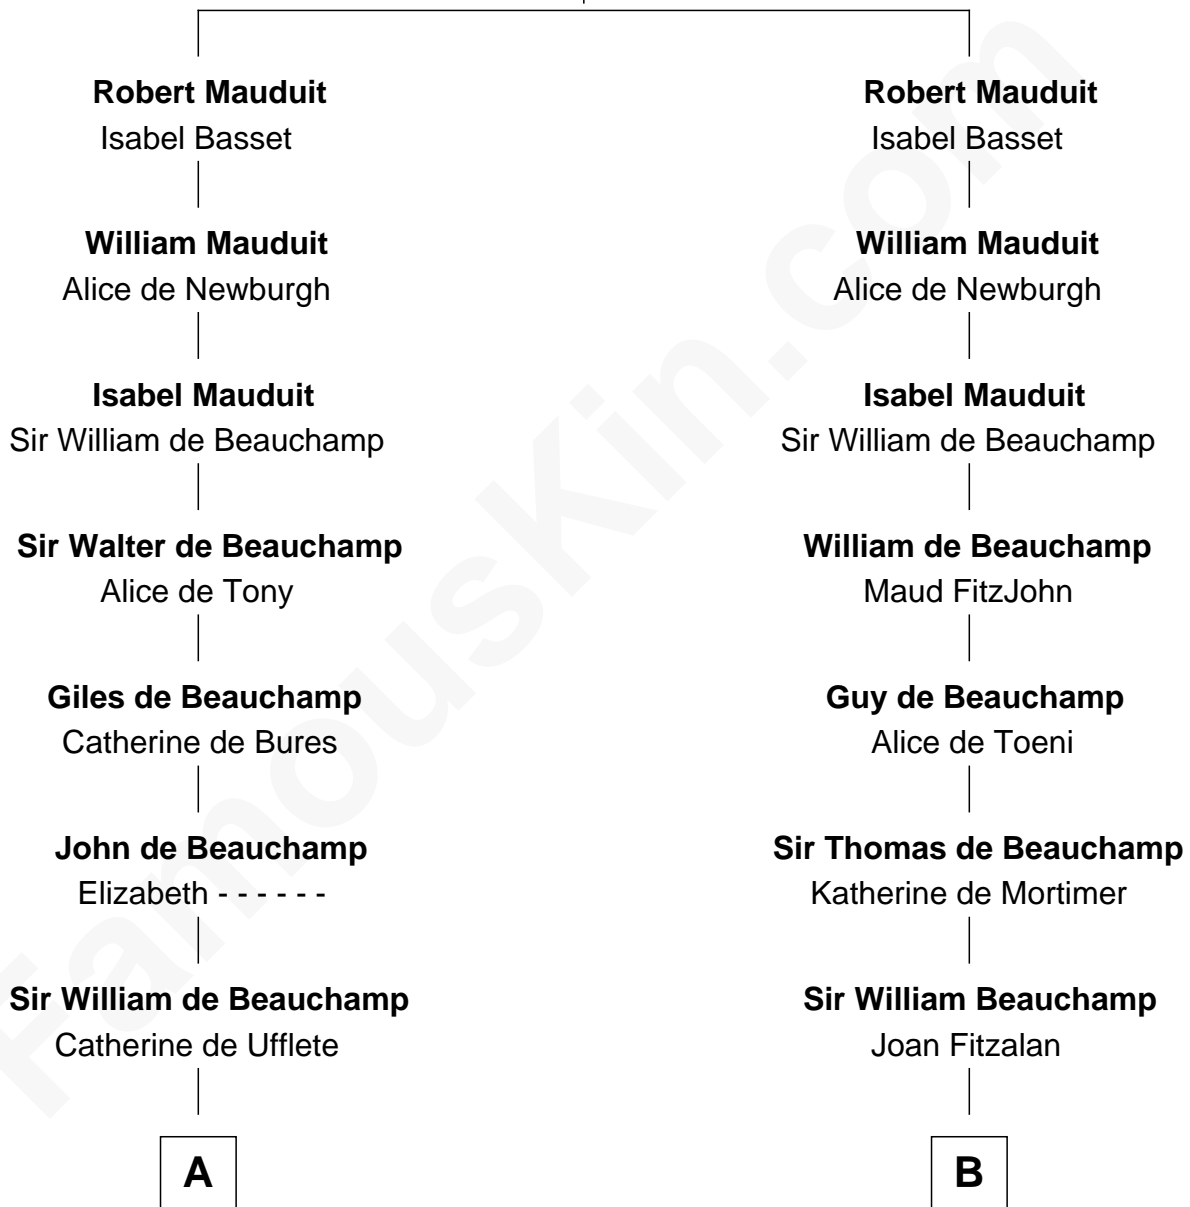 Robert Mauduit
Isabel Basset
William Mauduit
Alice de Newburgh
Isabel Mauduit
Sir William de Beauchamp
Sir Walter de Beauchamp
Alice de Tony
Giles de Beauchamp
Catherine de Bures
John de Beauchamp
Elizabeth - - - - - -
Sir William de Beauchamp
Catherine de Ufflete
A
Robert Mauduit
Isabel Basset
William Mauduit
Alice de Newburgh
Isabel Mauduit
Sir William de Beauchamp
William de Beauchamp
Maud FitzJohn
Guy de Beauchamp
Alice de Toeni
Sir Thomas de Beauchamp
Katherine de Mortimer
Sir William Beauchamp
Joan Fitzalan
B
FamousKin.com